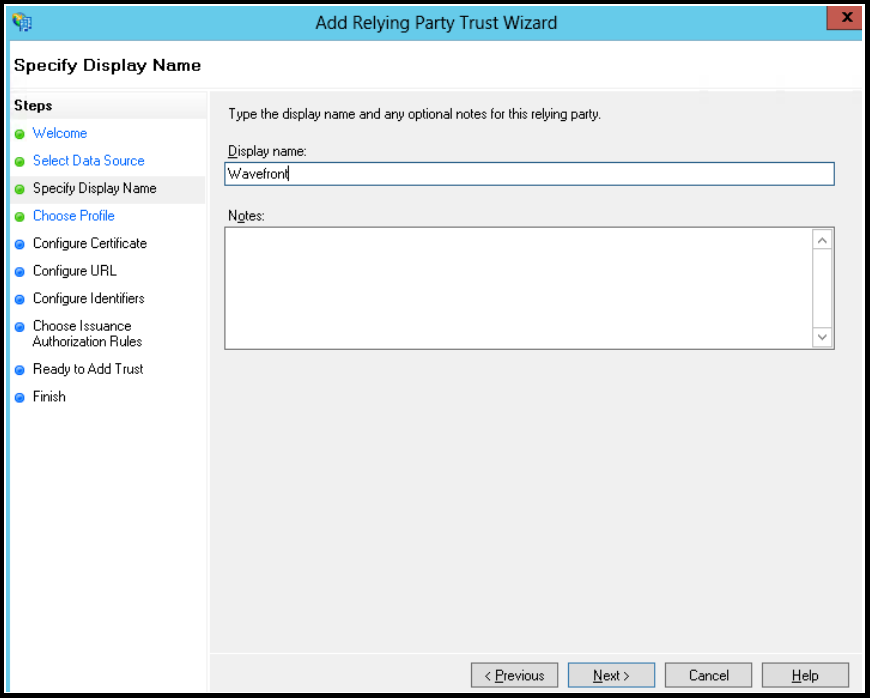 Add Relying Party Trust Wizard
x
Specify Display Name
Steps
Welcome
Select Data Source
Specify Display Name
Choose Profile
Configure Certificate
Configure URL
Configure Identifiers
Choose Issuance
Authorization Rules
Ready to Add Trust
Finish
Type the display name and any optional notes for this relying party.
Display name:
Wavefront
Notes:
< Previous
Next >
Cancel
Help